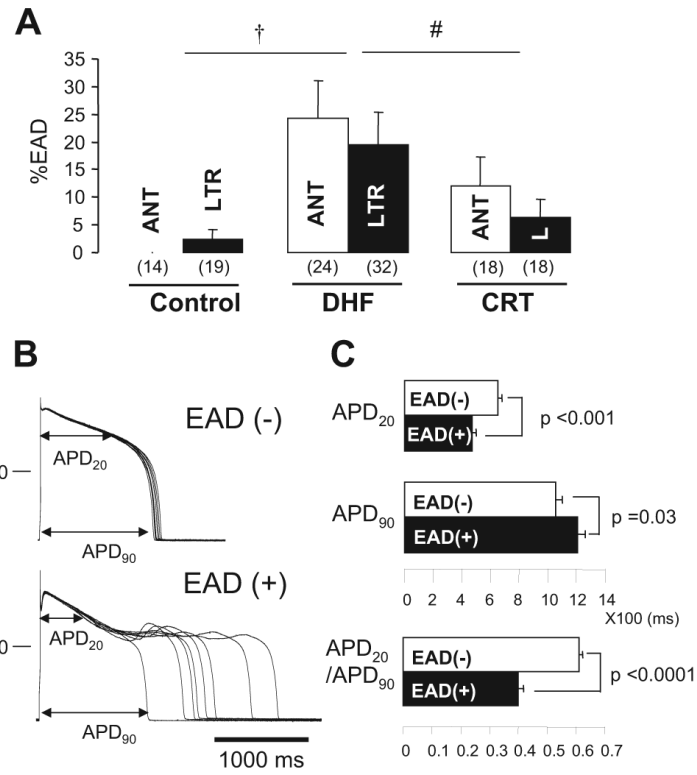 A
† #
35
30
25
20
15
10
5
0
%EAD
ANT
LTR
ANT
LTR
ANT
L
(14) (19) (24) (32) (18) (18)
Control DHF CRT
B
EAD (-)
APD20
0
APD90
EAD (+)
APD20
0
APD90
1000 ms
C
APD20
EAD(-)
EAD(+)
p <0.001
APD90
EAD(-)
EAD(+)
p =0.03
0 2 4 6 8 10 12 14
X100 (ms)
APD20
/APD90
EAD(-)
EAD(+)
p <0.0001
0 0.1 0.2 0.3 0.4 0.5 0.6 0.7